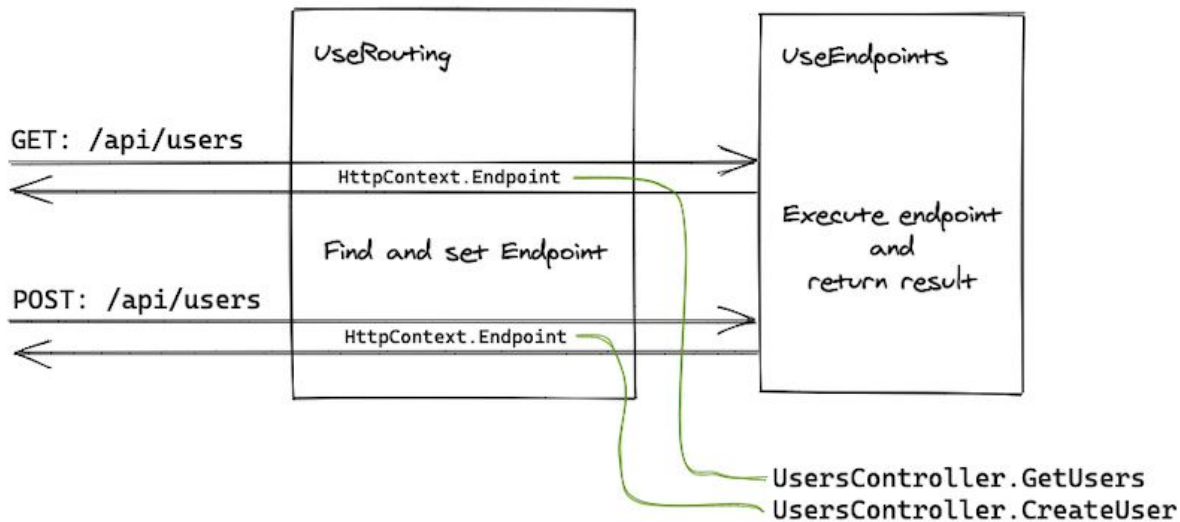 UseRouting
UseEndpoints
GET: /api/users
HttpContext.Endpoint
Execute endpoint
and
return result
Find and set Endpoint
POST: /api/users
HttpContext.Endpoint
UsersController.GetUsers
UsersController.CreateUser